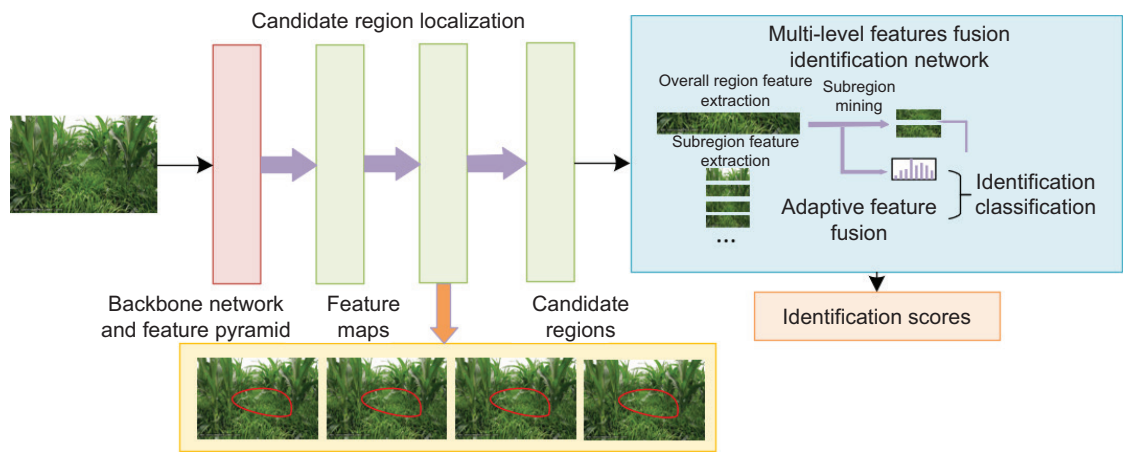 Candidate region localization
Backbone network
and feature pyramid
Feature
maps
Candidate
regions
Multi-level features fusion
identification network
Overall region feature
extraction
Subregion
mining
Subregion feature
extraction
...
Adaptive feature
fusion
Identification
classification
Identification scores